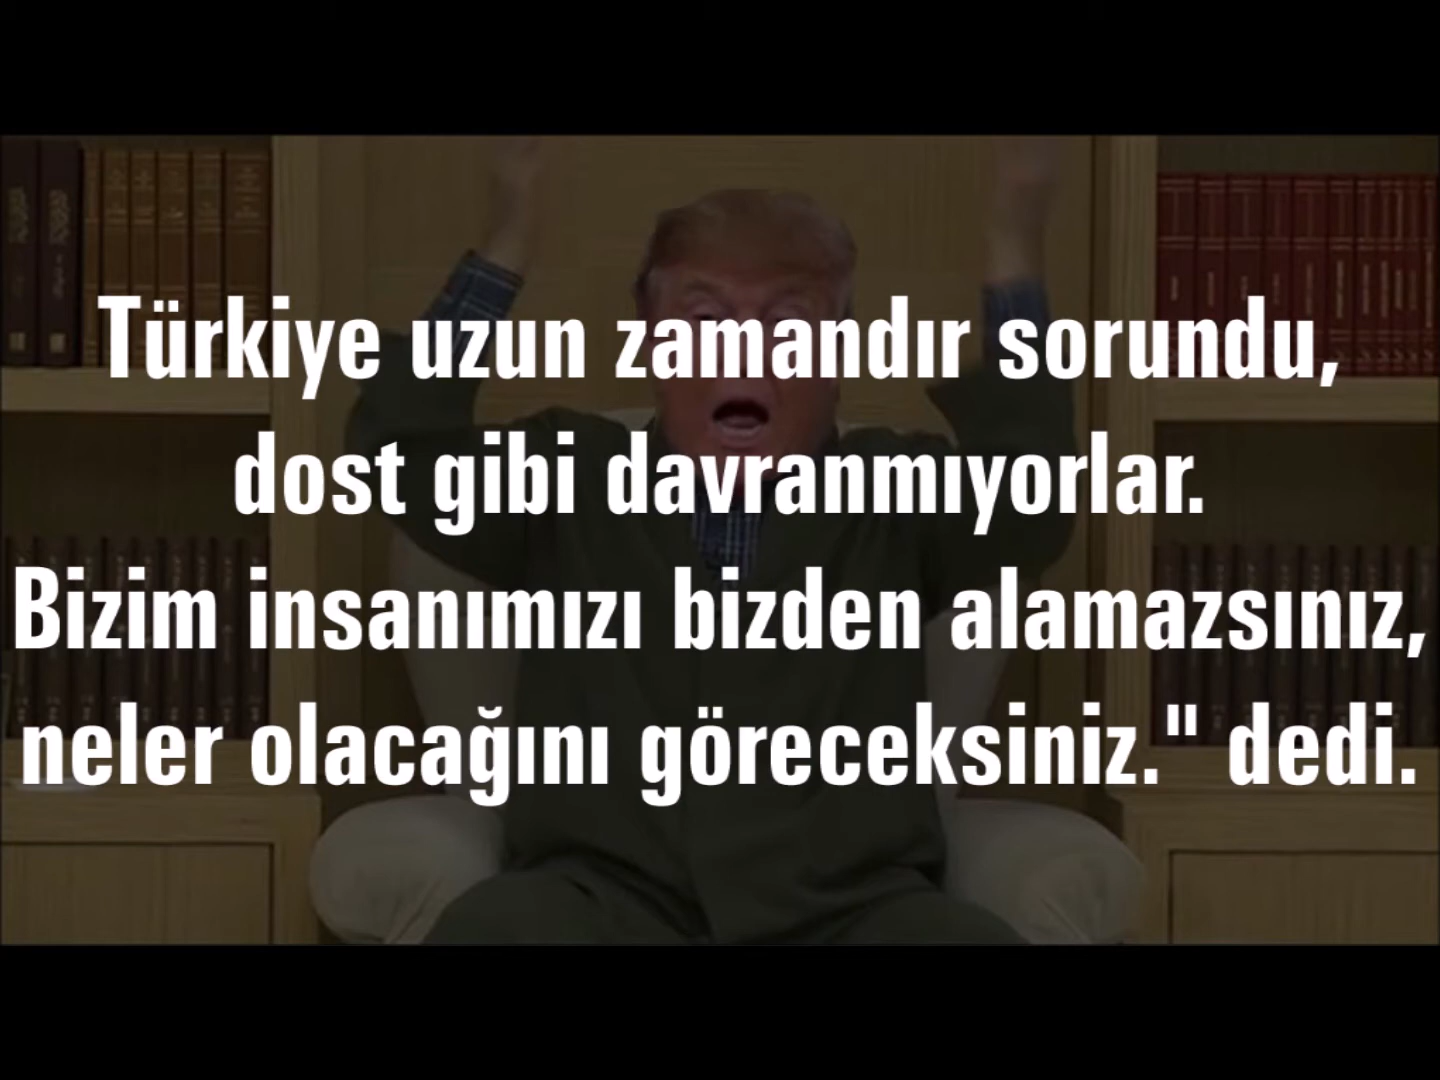 Türkiye uzun zamandır sorundu,
dost gibi davranmıyorlar.
Bizim insanımızı bizden alamazsınız,
neler olacağını göreceksiniz." dedi.